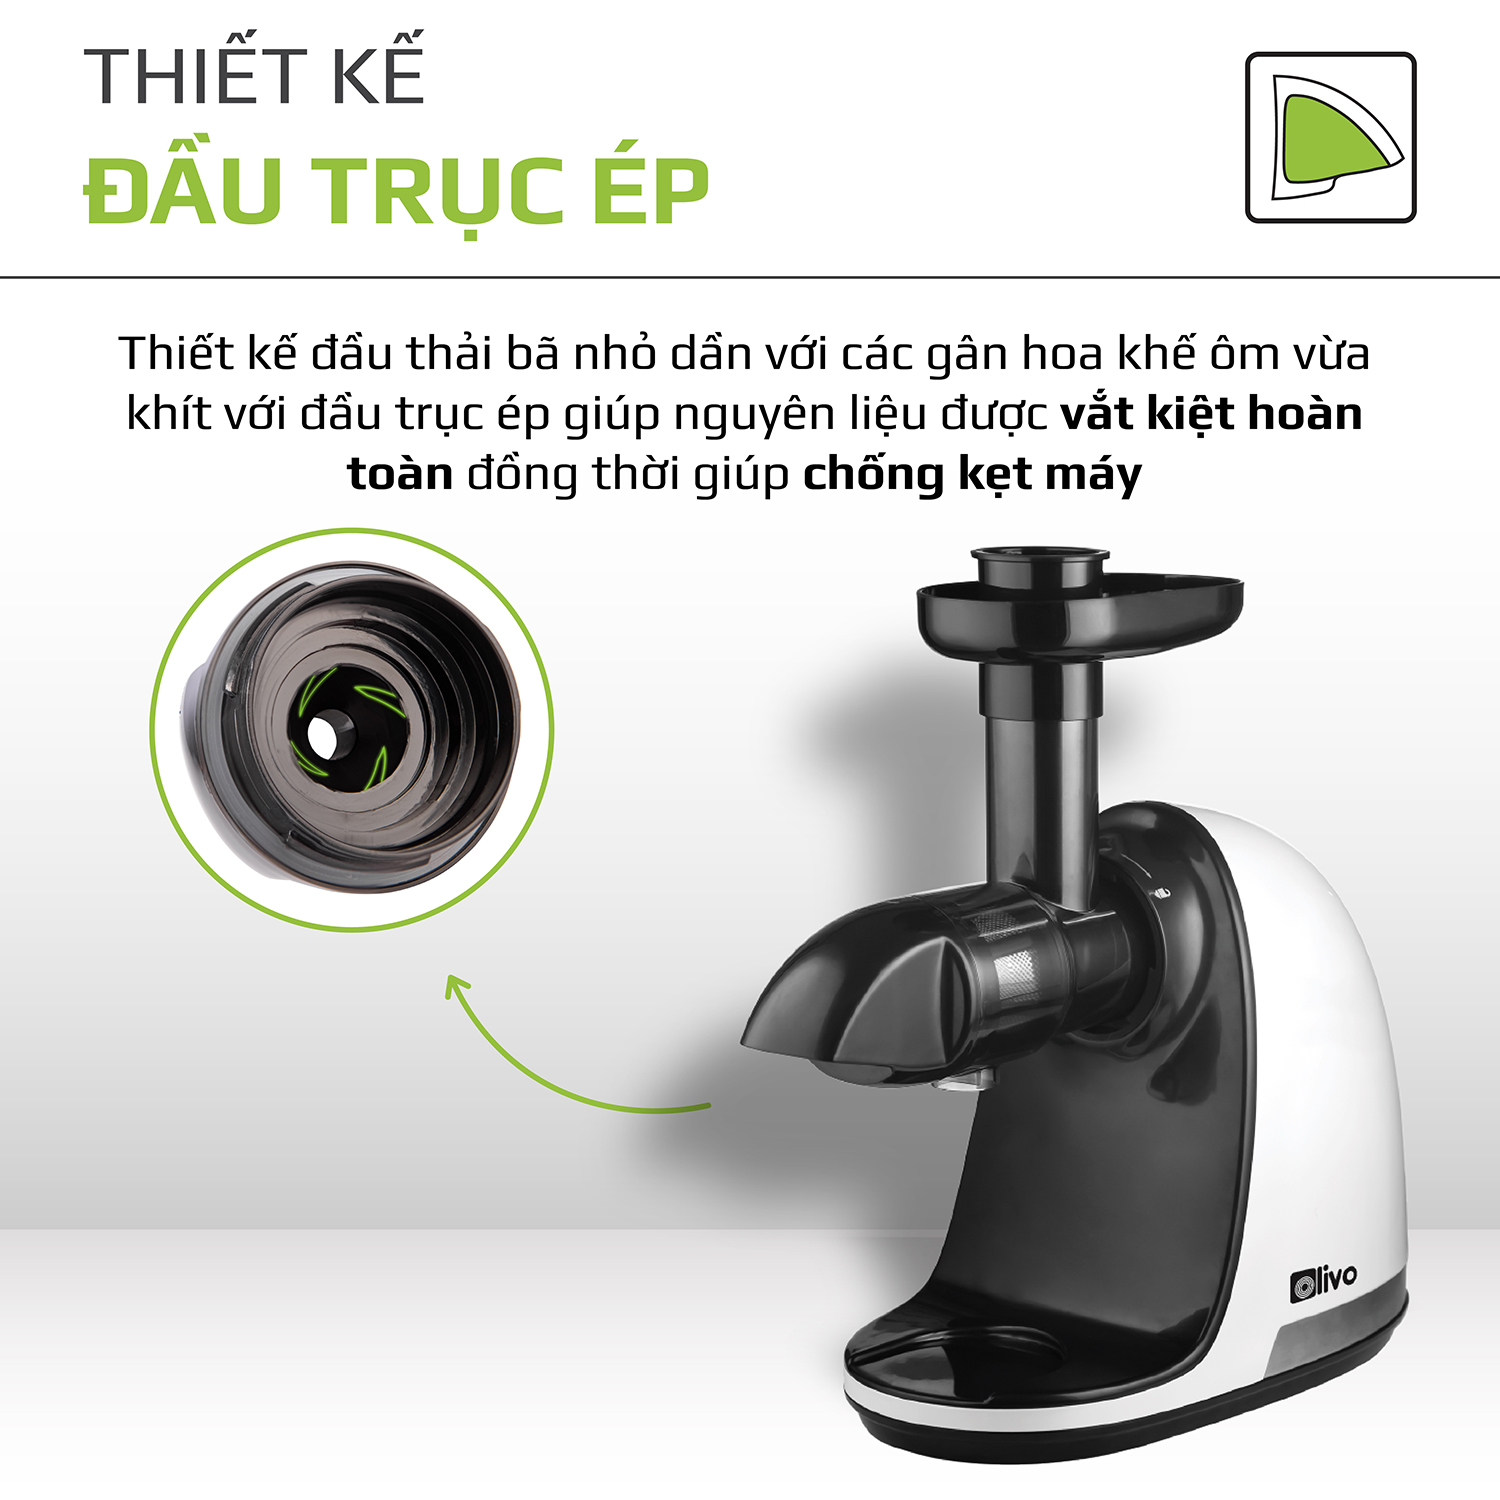 THIẾT KẾ
ĐẦU TRỤC ÉP
Thiết kế đầu thải bã nhỏ dần với các gân hoa khế ôm vừa
khít với đầu trục ép giúp nguyên liệu được vắt kiệt hoàn
toàn đồng thời giúp chống kẹt máy
Olivo